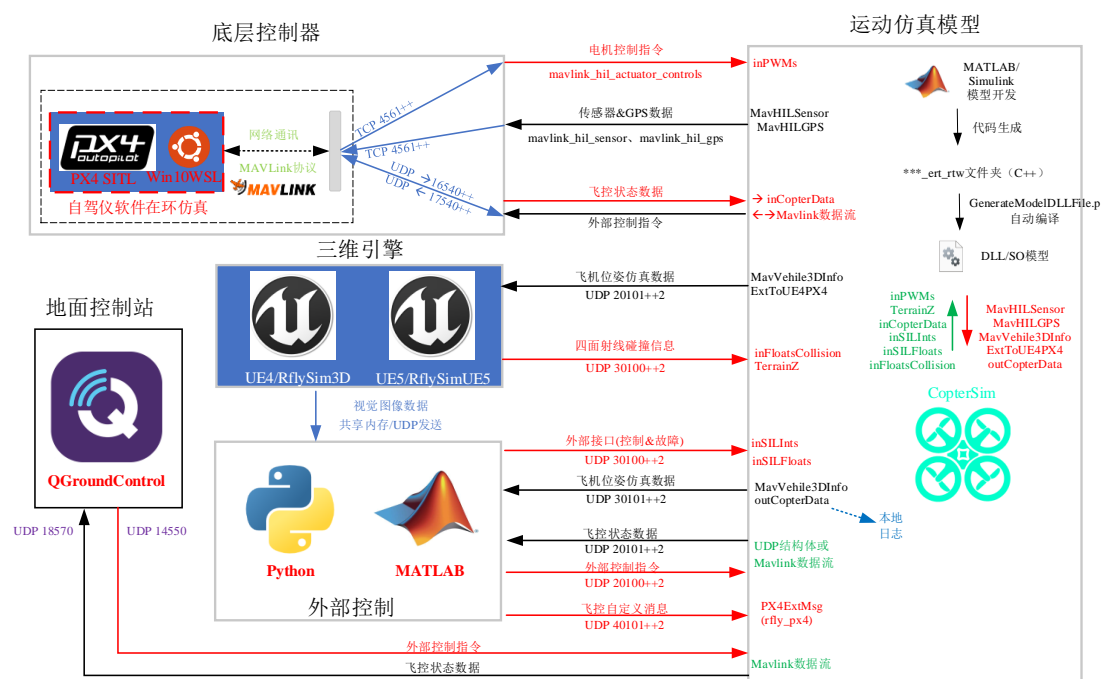 底层控制器
运动仿真模型
电机控制指令
mavlink_hil_actuator_controls
inPWMs
MATLAB/
Simulink
模型开发
TCP 4561++
传感器&GPS数据
mavlink_hil_sensor、mavlink_hil_gps
MavHILSensor
MavHILGPS
代码生成
px4
autopilot
PX4 SITL
Win10WSL
网络通讯
MAVLink协议
MAVLINK
自驾仪软件在环仿真
TCP 4561++
UDP →16540++
UDP ←17540++
***_ert_rtw文件夹（C++）
飞控状态数据
外部控制指令
→ inCopterData
←→Mavlink数据流
GenerateModelDLLFile.p
自动编译
DLL/SO模型
三维引擎
UE4/RflySim3D
UE5/RflySimUE5
飞机位姿仿真数据
UDP 20101++2
MavVehile3DInfo
ExtToUE4PX4
inPWMs
TerrainZ
inCopterData
inSILInts
inSILFloats
inFloatsCollision
MavHILSensor
MavHILGPS
MavVehile3DInfo
ExtToUE4PX4
outCopterData
四面射线碰撞信息
UDP 30100++2
inFloatsCollision
TerrainZ
地面控制站
QGroundControl
视觉图像数据
共享内存/UDP发送
CopterSim
外部接口(控制&故障)
UDP 30100++2
inSILInts
inSILFloats
飞机位姿仿真数据
UDP 30101++2
MavVehile3DInfo
outCopterData
本地
日志
UDP 18570
UDP 14550
Python
MATLAB
外部控制
飞控状态数据
UDP 20101++2
UDP结构体或
Mavlink数据流
外部控制指令
UDP 20100++2
飞控自定义消息
UDP 40101++2
PX4ExtMsg
(rfly_px4)
外部控制指令
飞控状态数据
Mavlink数据流